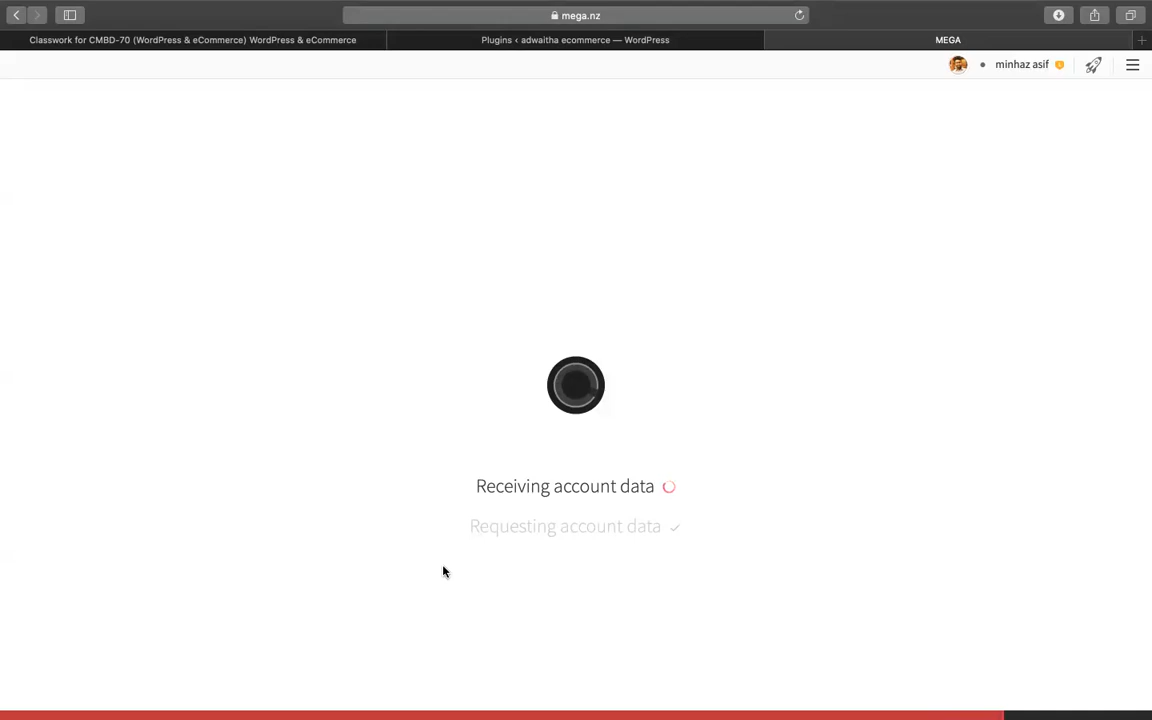 mega.nz
Classwork for CMBD-70 (WordPress & eCommerce) WordPress & eCommerce
Plugins ‹ adwaitha ecommerce — WordPress
MEGA
minhaz asif
Receiving account data
Requesting account data